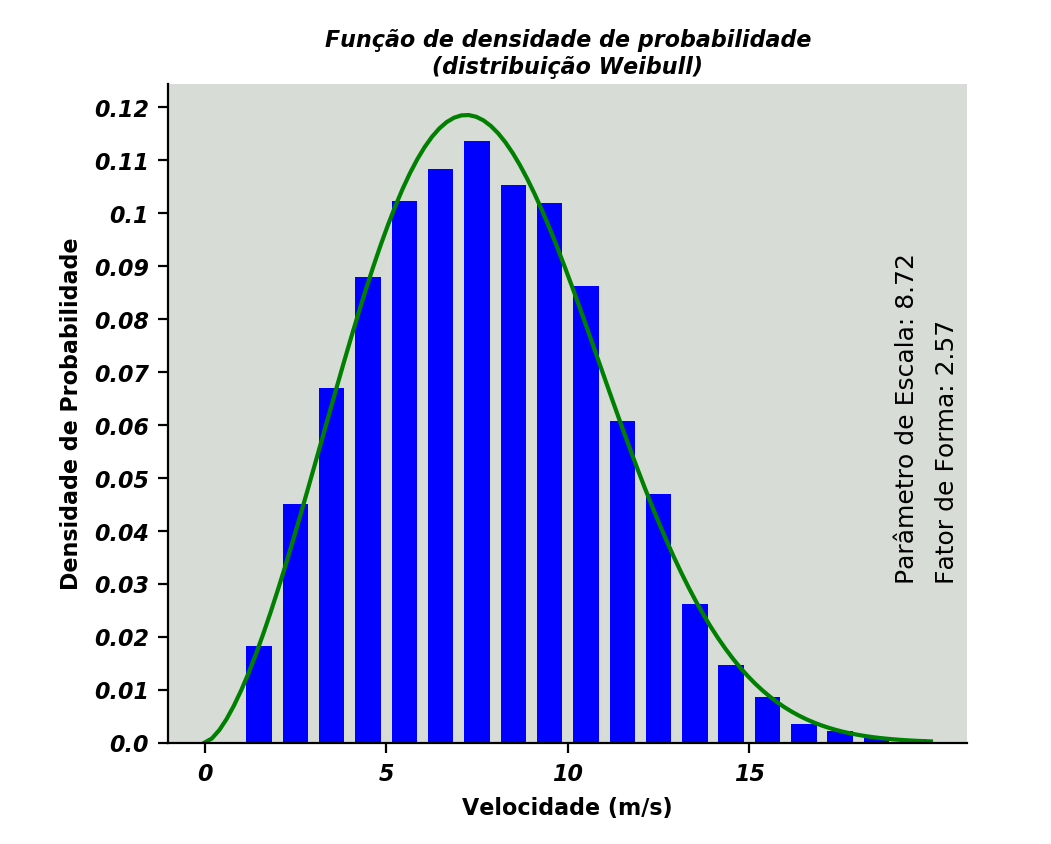 Função de densidade de probabilidade
(distribuição Weibull)
Densidade de Probabilidade
0.12
0.11
0.1
0.09
0.08
0.07
0.06
0.05
0.04
0.03
0.02
0.01
0.0
Parâmetro de Escala: 8.72
Fator de Forma: 2.57
0 5 10 15
Velocidade (m/s)